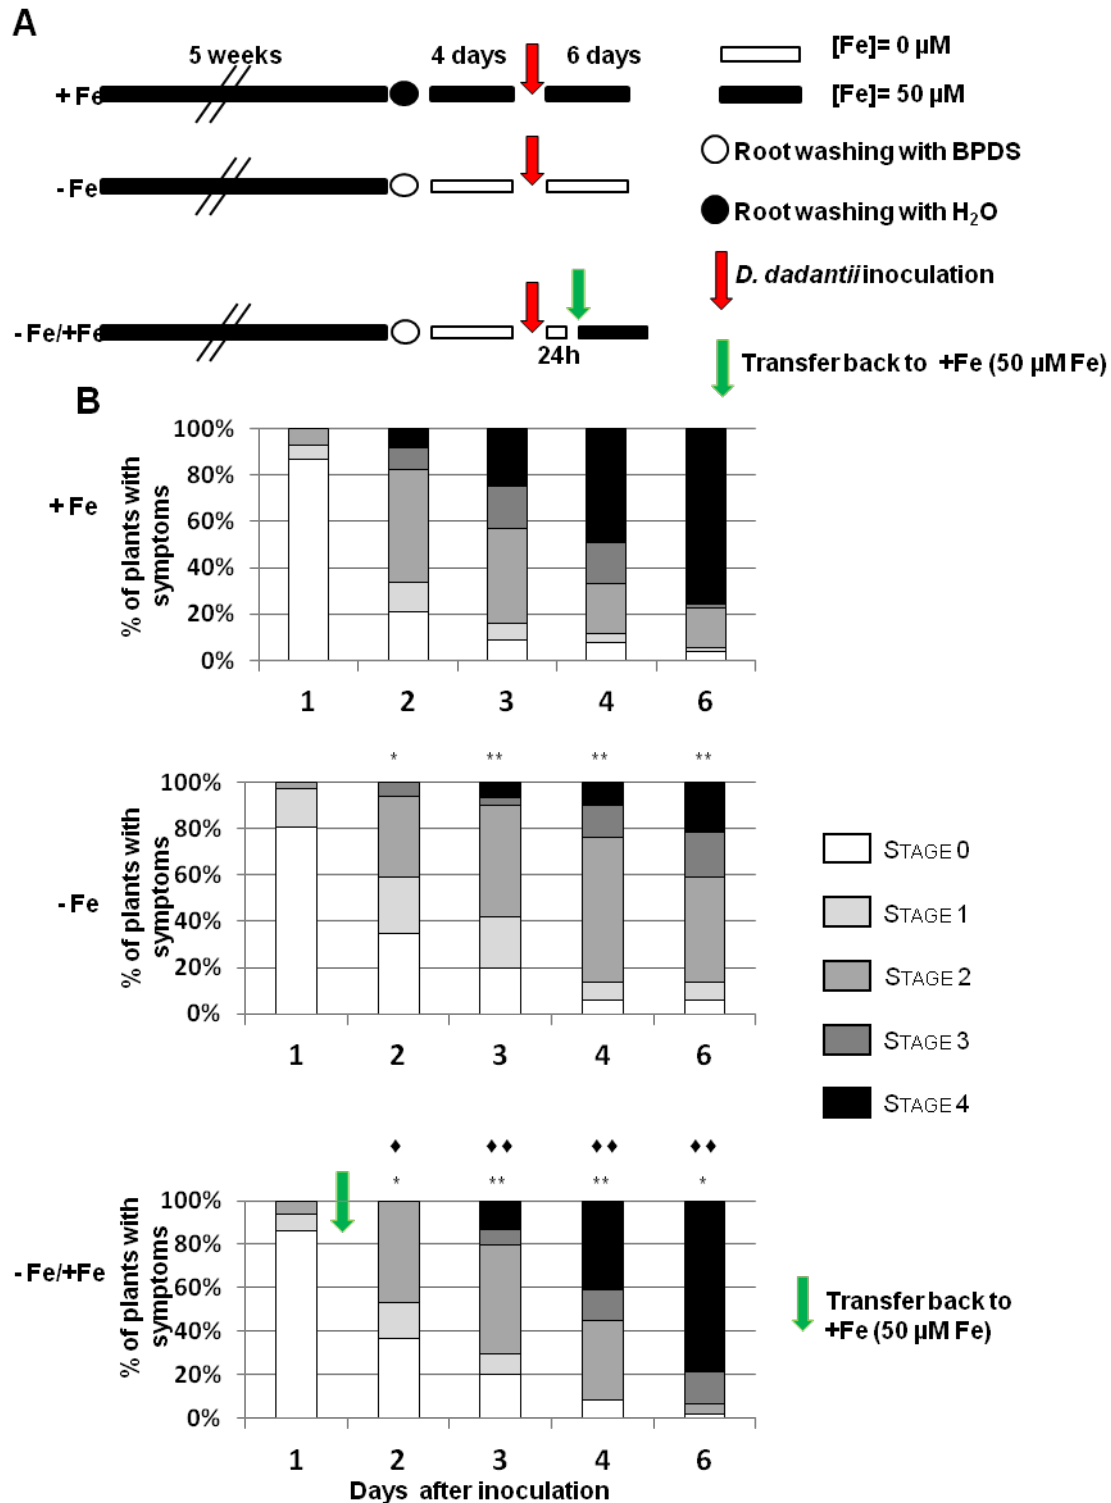 A
5 weeks 4 days 6 days
[Fe]= 0 µM
+ Fe
[Fe]= 50 µM
Root washing with BPDS
- Fe
Root washing with H2O
D. dadantii inoculation
- Fe/+Fe
24h
Transfer back to +Fe (50 µM Fe)
B
+ Fe
% of plants with symptoms
100%
80%
60%
40%
20%
0%
1 2 3 4 6
* ** ** **
- Fe
% of plants with symptoms
100%
80%
60%
40%
20%
0%
1 2 3 4 6
STAGE 0
STAGE 1
STAGE 2
STAGE 3
STAGE 4
♦ ♦♦ ♦♦ ♦♦
* ** ** *
- Fe/+Fe
% of plants with symptoms
100%
80%
60%
40%
20%
0%
1 2 3 4 6
Days after inoculation
Transfer back to
+Fe (50 µM Fe)